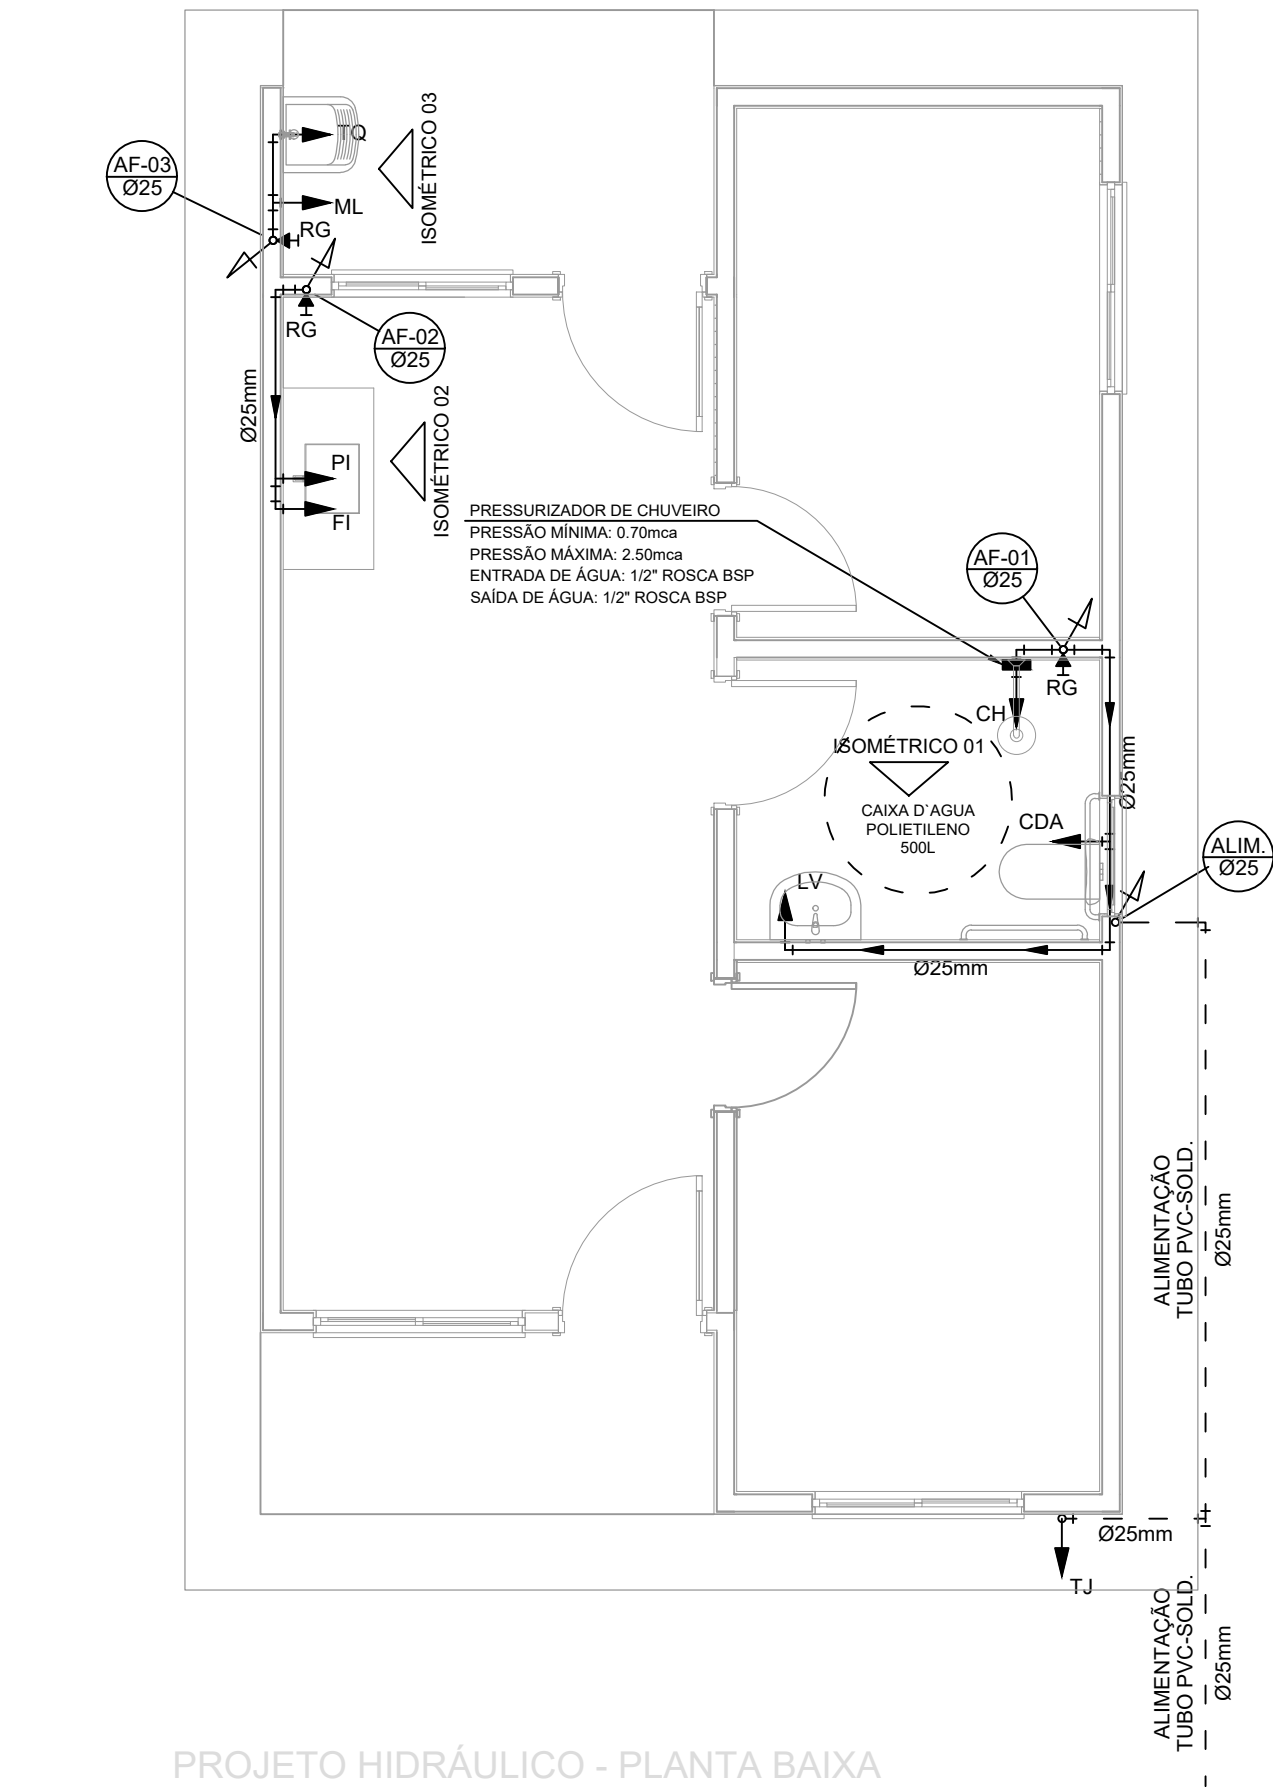 TQ
ISOMÉTRICO 03
AF-03
Ø25
ML
RG
RG
AF-02
Ø25
Ø25mm
ISOMÉTRICO 02
PI
FI
PRESSURIZADOR DE CHUVEIRO
PRESSÃO MÍNIMA: 0.70mca
PRESSÃO MÁXIMA: 2.50mca
ENTRADA DE ÁGUA: 1/2" ROSCA BSP
SAÍDA DE ÁGUA: 1/2" ROSCA BSP
AF-01
Ø25
RG
CH
ISOMÉTRICO 01
Ø25mm
CAIXA D`AGUA
POLIETILENO
500L
CDA
ALIM.
Ø25
LV
Ø25mm
ALIMENTAÇÃO
TUBO PVC-SOLD.
Ø25mm
Ø25mm
TJ
ALIMENTAÇÃO
TUBO PVC-SOLD.
Ø25mm
PROJETO HIDRÁULICO - PLANTA BAIXA